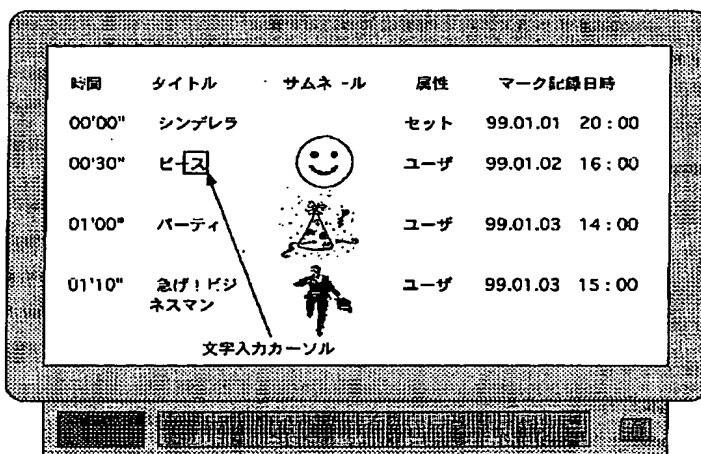 時間 タイトル サムネール 属性 マーク記録日時
00'00" シンデレラ セット 99.01.01 20:00
00'30" ピース ユーザ 99.01.02 16:00
01'00" パーティ ユーザ 99.01.03 14:00
01'10" 急げ!ビジ ユーザ 99.01.03 15:00
ネスマン
文字入力カーソル